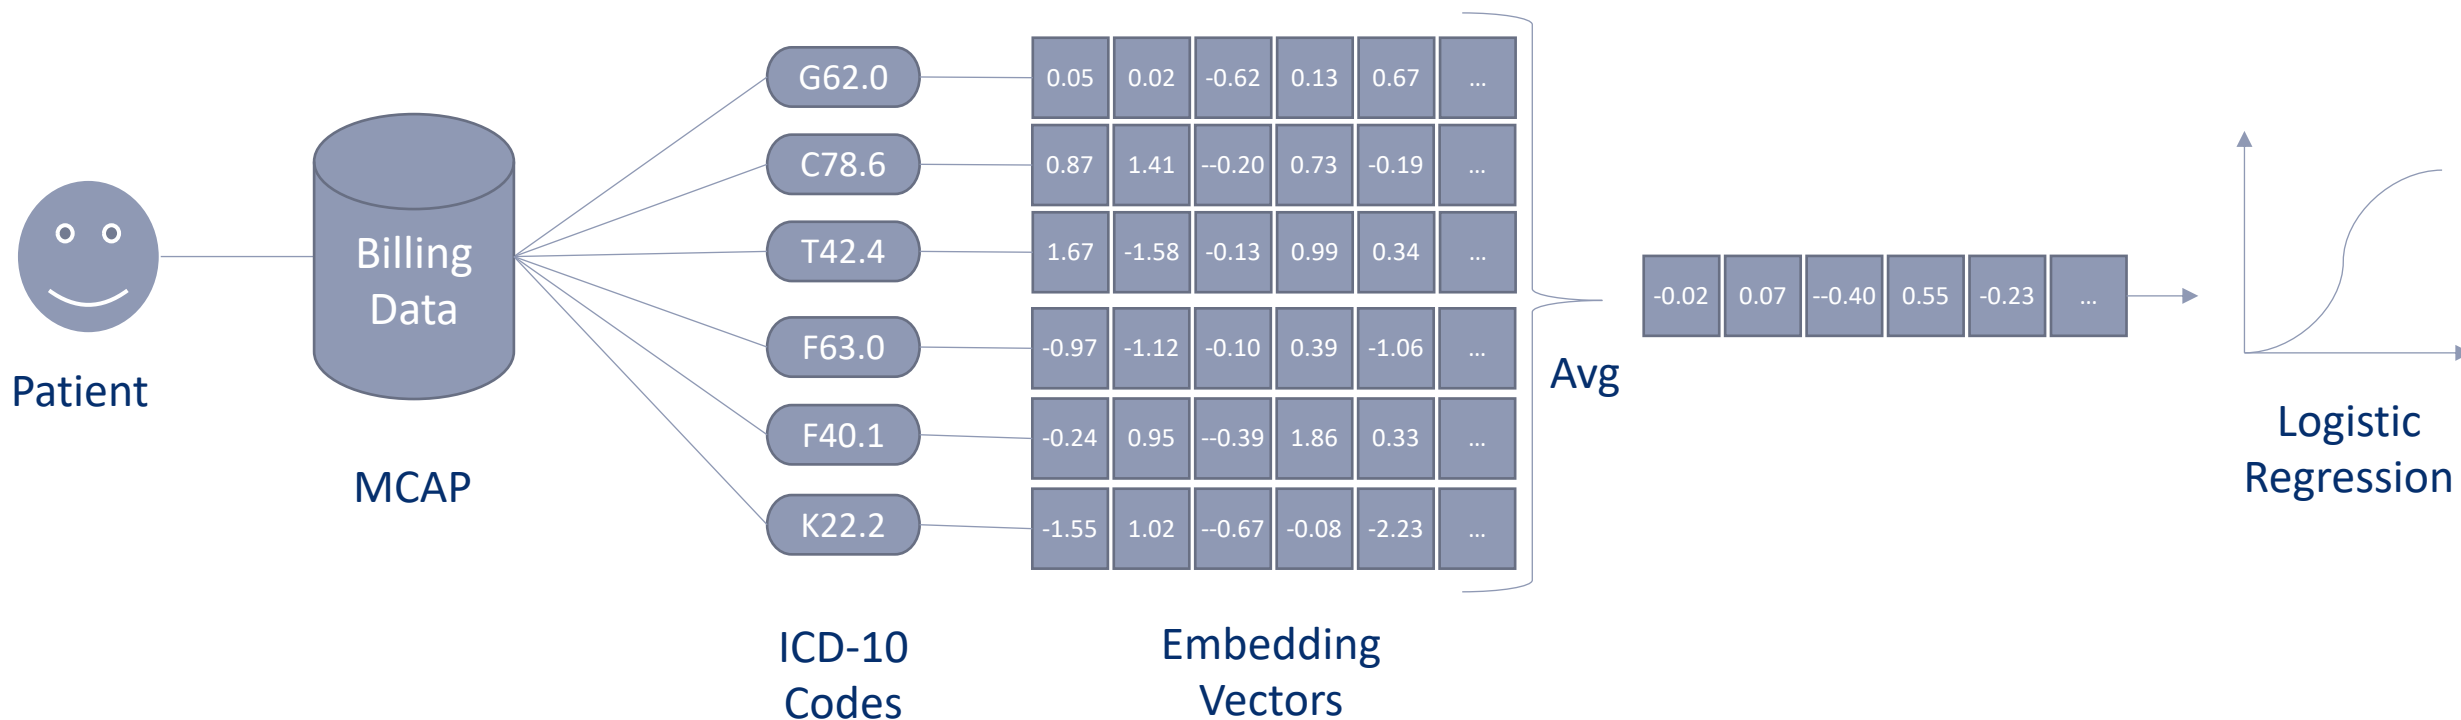 Patient
Billing
Data
MCAP
G62.0
C78.6
T42.4
F63.0
F40.1
K22.2
ICD-10
Codes
0.05 0.02 -0.62 0.13 0.67 ...
0.87 1.41 --0.20 0.73 -0.19 ...
1.67 -1.58 -0.13 0.99 0.34 ...
-0.97 -1.12 -0.10 0.39 -1.06 ...
-0.24 0.95 --0.39 1.86 0.33 ...
-1.55 1.02 --0.67 -0.08 -2.23 ...
Embedding
Vectors
Avg
-0.02 0.07 --0.40 0.55 -0.23 ...
Logistic
Regression